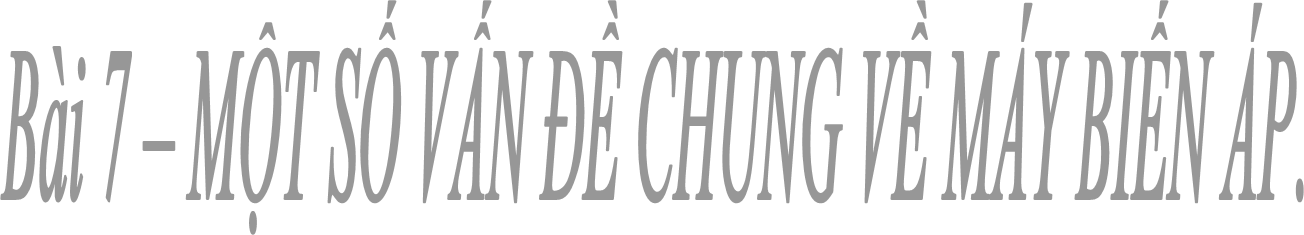 Bài 7 – MỘT SỐ VẤN ĐỀ CHUNG VỀ MÁY BIẾN ÁP.